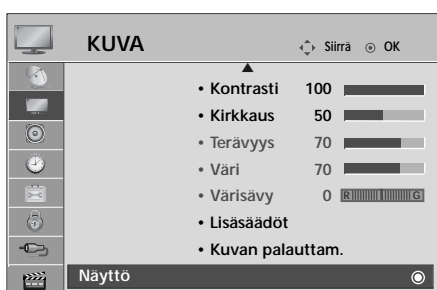 KUVA Siirrä OK
• Kontrasti 100
• Kirkkaus 50
• Terävyys 70
• Väri 70
• Värisävy 0 R G
• Lisäsäädöt
• Kuvan palauttam.
Näyttö